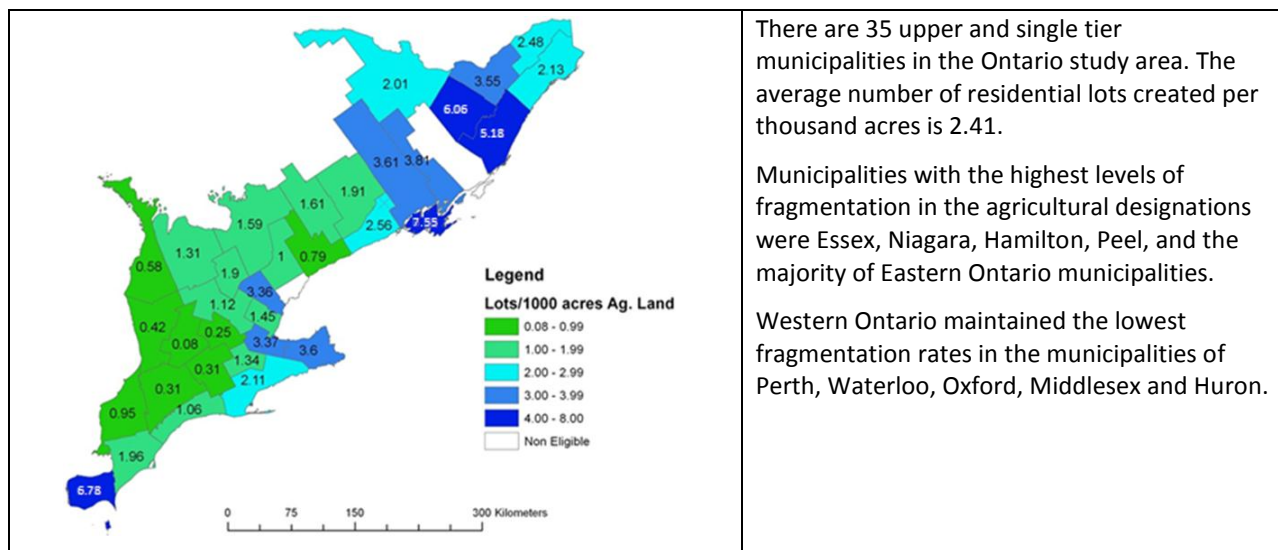 2.48
2.13
3.55
2.01
6.06
5.18
3.61
3.81
1.91
1.61
2.56
7.55
1.59
1
0.79
1.31
1.9
0.58
3.36
1.12
1.45
0.42
0.25
0.08
3.37
3.6
1.34
0.31
2.11
0.31
0.95
1.06
1.96
6.78
Legend
Lots/1000 acres Ag. Land
0.08 - 0.99
1.00 - 1.99
2.00 - 2.99
3.00 - 3.99
4.00 - 8.00
Non Eligible
0 75 150 300 Kilometers
There are 35 upper and single tier
municipalities in the Ontario study area. The
average number of residential lots created per
thousand acres is 2.41.
Municipalities with the highest levels of
fragmentation in the agricultural designations
were Essex, Niagara, Hamilton, Peel, and the
majority of Eastern Ontario municipalities.
Western Ontario maintained the lowest
fragmentation rates in the municipalities of
Perth, Waterloo, Oxford, Middlesex and Huron.